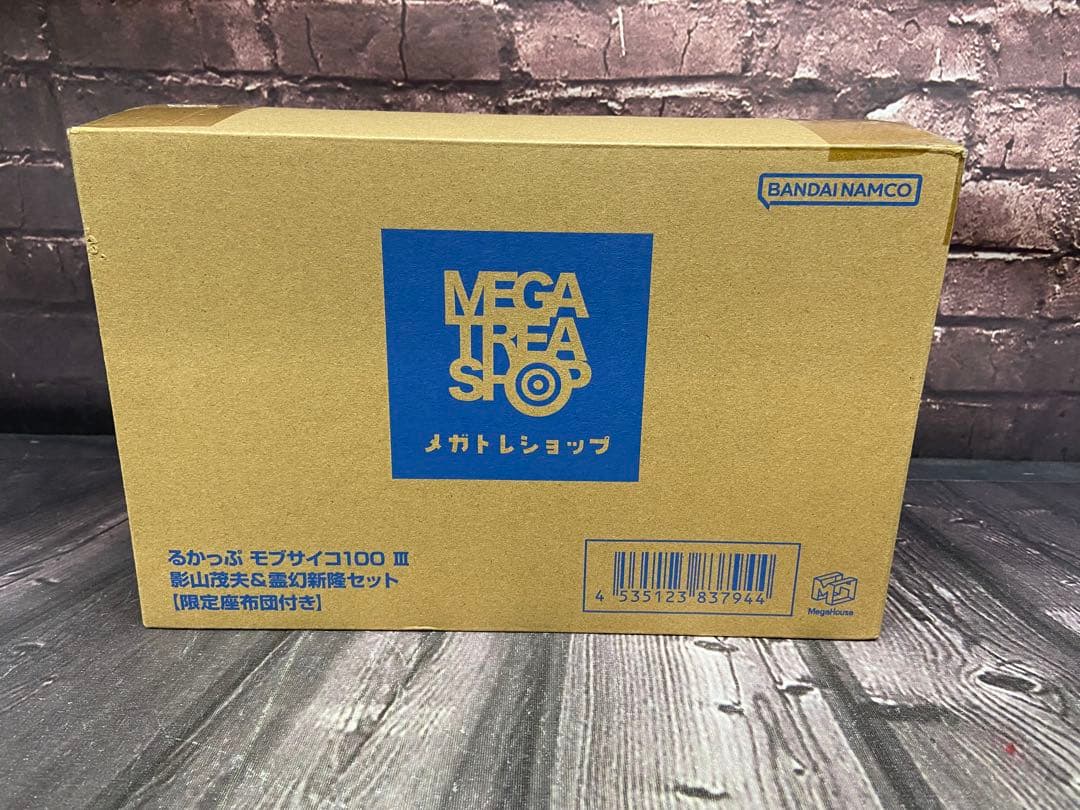 BANDAI NAMCO
MEGA
TREA
SHOP
メガトレショップ
るかっぷ モブサイコ100 Ⅲ
影山茂夫&霊幻新隆セット
【限定座布団付き】
4 535123 837944
MegaHouse